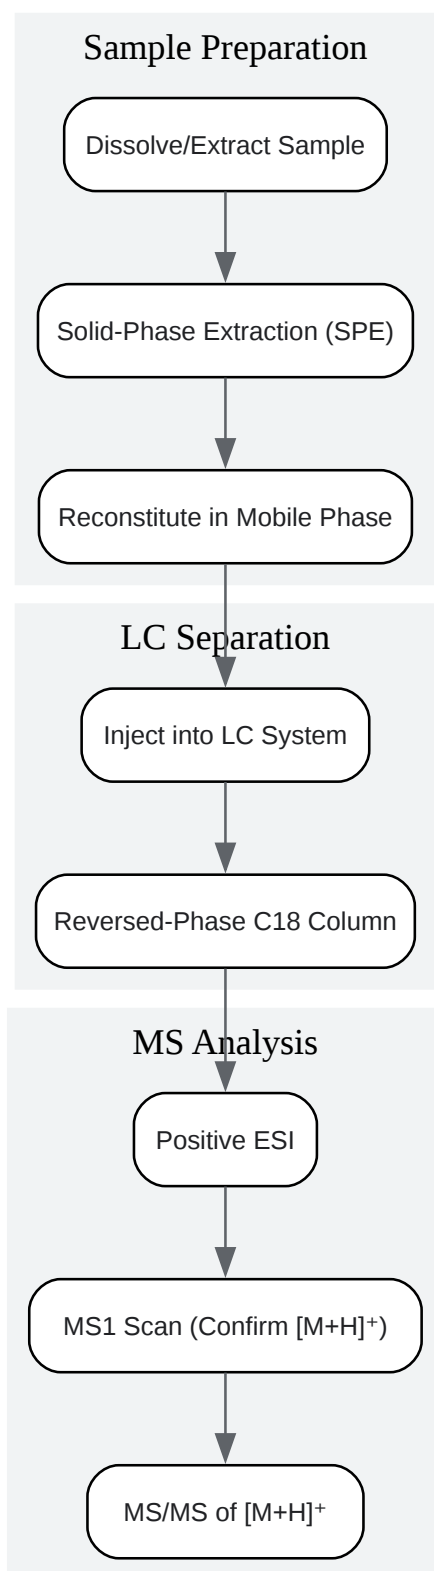 Sample Preparation
Dissolve/Extract Sample
Solid-Phase Extraction (SPE)
Reconstitute in Mobile Phase
LC Separation
Inject into LC System
Reversed-Phase C18 Column
MS Analysis
Positive ESI
MS1 Scan (Confirm [M+H]⁺)
MS/MS of [M+H]⁺